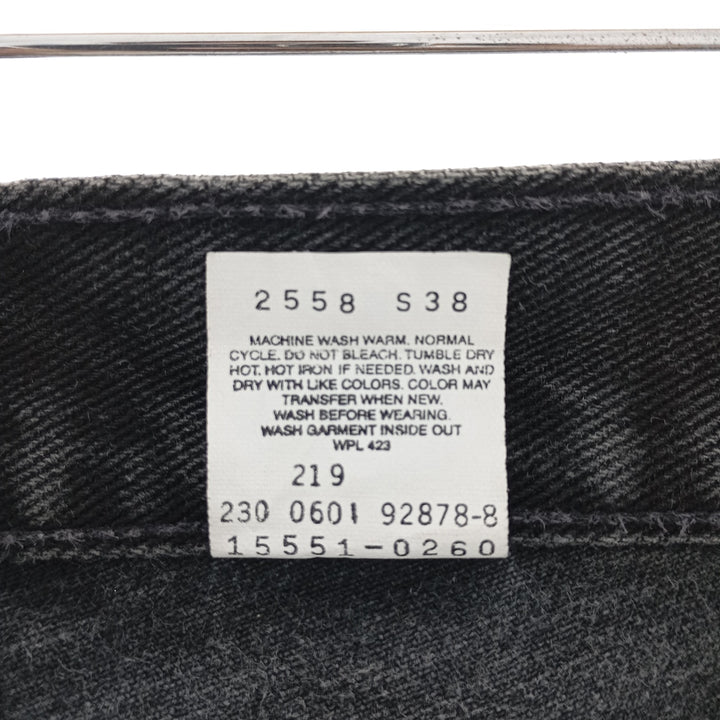 2558 S38
MACHINE WASH WARM. NORMAL
CYCLE. DO NOT BLEACH. TUMBLE DRY
HOT. HOT IRON IF NEEDED. WASH AND
DRY WITH LIKE COLORS. COLOR MAY
TRANSFER WHEN NEW.
WASH BEFORE WEARING.
WASH GARMENT INSIDE OUT
WPL 423
219
230 0601 92878-8
15551-0260